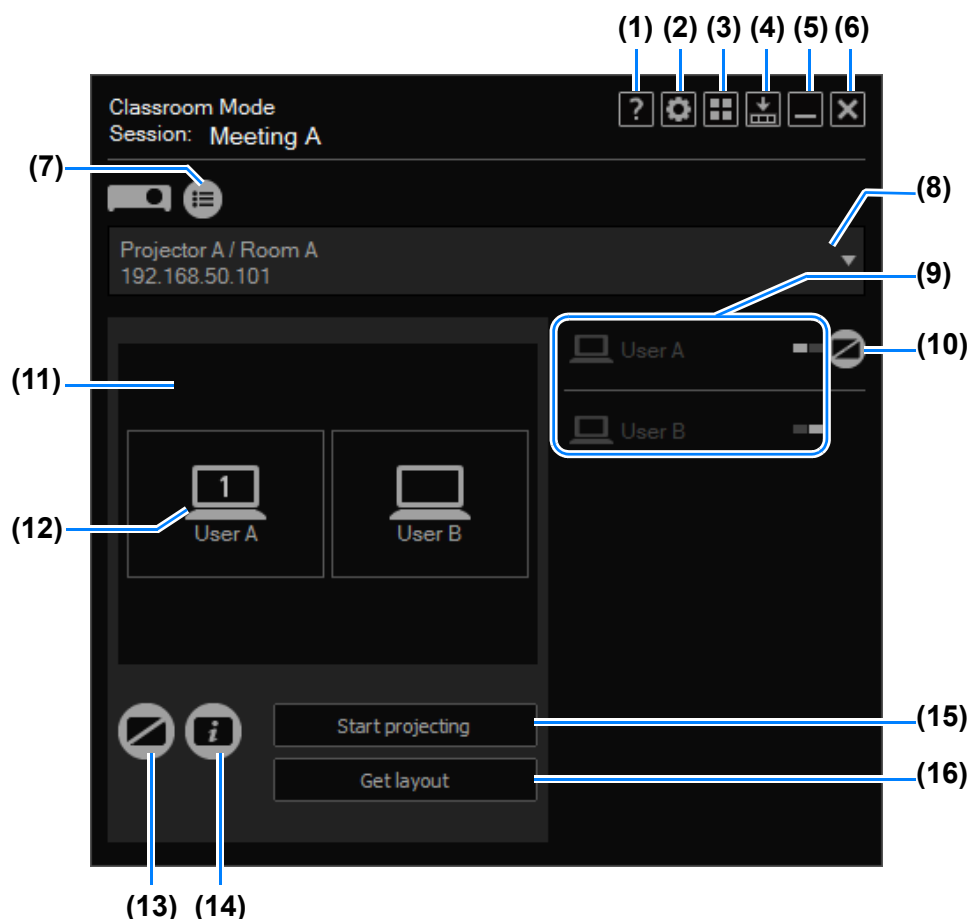 (1) (2) (3) (4) (5) (6)
?
Classroom Mode
Session: Meeting A
(7)
(8)
Projector A / Room A
192.168.50.101
(9)
User A
(10)
(11)
User B
1
(12)
User A
User B
i
Start projecting
(15)
Get layout
(16)
(13) (14)